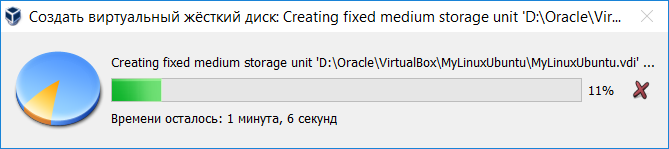 Создать виртуальный жёсткий диск: Creating fixed medium storage unit 'D:\Oracle\Vir...
Creating fixed medium storage unit 'D:\Oracle\VirtualBox\MyLinuxUbuntu\MyLinuxUbuntu.vdi' ...
11%
Времени осталось: 1 минута, 6 секунд